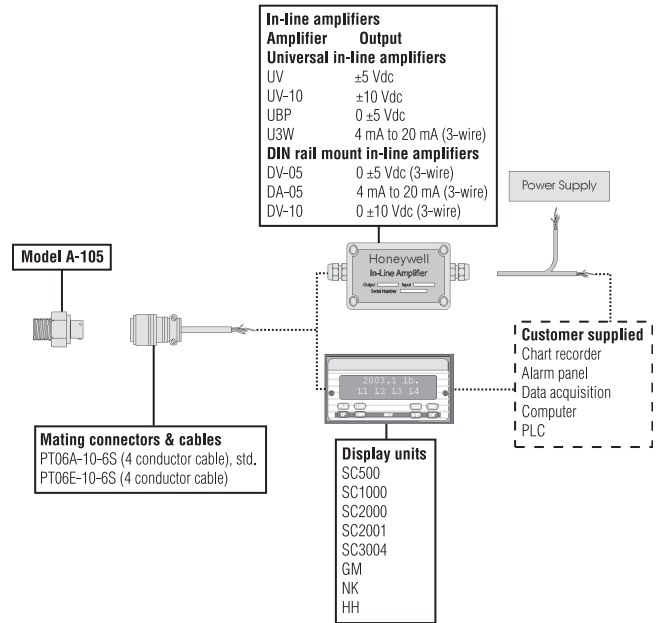 In-line amplifiers
Amplifier Output
Universal in-line amplifiers
UV ±5 Vdc
UV-10 ±10 Vdc
UBP 0 ±5 Vdc
U3W 4 mA to 20 mA (3-wire)
DIN rail mount in-line amplifiers
DV-05 0 ±5 Vdc (3-wire)
DA-05 4 mA to 20 mA (3-wire)
DV-10 0 ±10 Vdc (3-wire)
Power Supply
Model A-105
Honeywell
In-Line Amplifier
Output Input
Serial Number
Customer supplied
Chart recorder
Alarm panel
Data acquisition
Computer
PLC
2003.1 lb.
L1 L2 L3 L4
Mating connectors & cables
PT06A-10-6S (4 conductor cable), std.
PT06E-10-6S (4 conductor cable)
Display units
SC500
SC1000
SC2000
SC2001
SC3004
GM
NK
HH